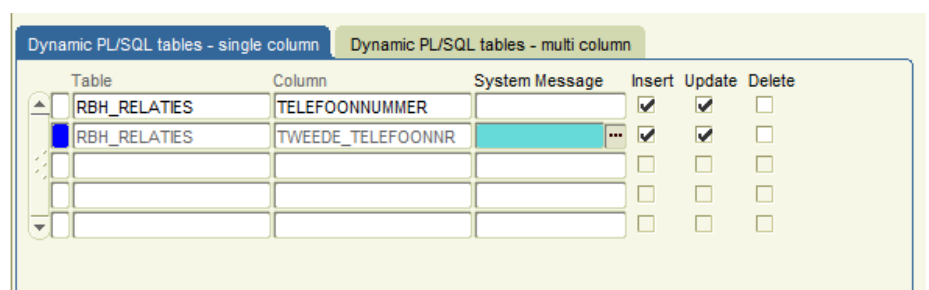 Dynamic PL/SQL tables - single column Dynamic PL/SQL tables - multi column
Table Column System Message Insert Update Delete
RBH_RELATIES TELEFOONNUMMER
RBH_RELATIES TWEEDE_TELEFOONNR ...